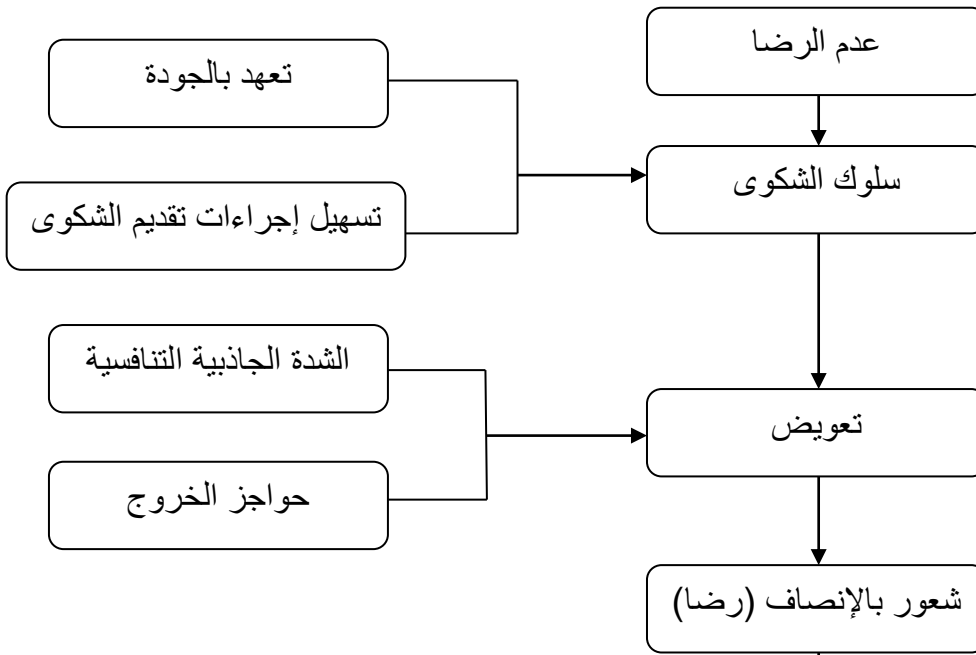 عدم الرضا
تعهد بالجودة
سلوك الشكوى
تسهيل إجراءات تقديم الشكوى
الشدة الجاذبية التنافسية
تعويض
حواجز الخروج
شعور بالإنصاف (رضا)